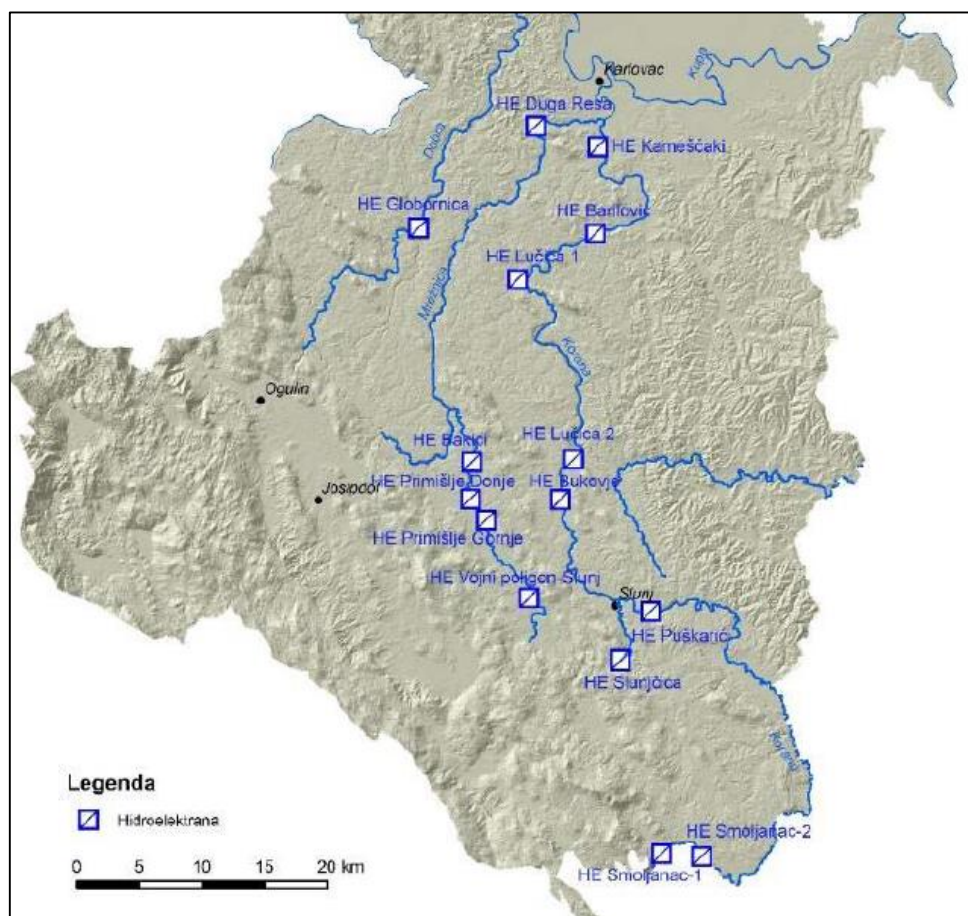 Karlovac
Kupa
HE Duga Resa
Dobra
HE Kameščaki
HE Globornica
HE Barilović
HE Lučica 1
Mrežnica
Korana
Ogulin
HE Bakići
HE Lučica 2
HE Primišlje Donje
HE Bukovje
Josipdol
HE Primišlje Gornje
HE Vojni poligon Slunj
Slunj
HE Puškarić
HE Slunjčica
Korana
Legenda
Hidroelektrana
HE Smoljanac-2
HE Smoljanac-1
0 5 10 15 20 km